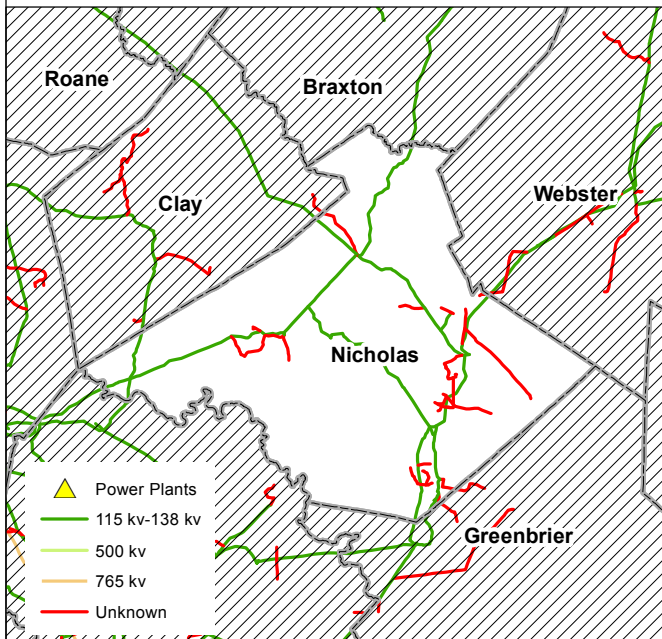 Roane
Braxton
Clay
Webster
Nicholas
Greenbrier
Power Plants
115 kv-138 kv
500 kv
765 kv
Unknown